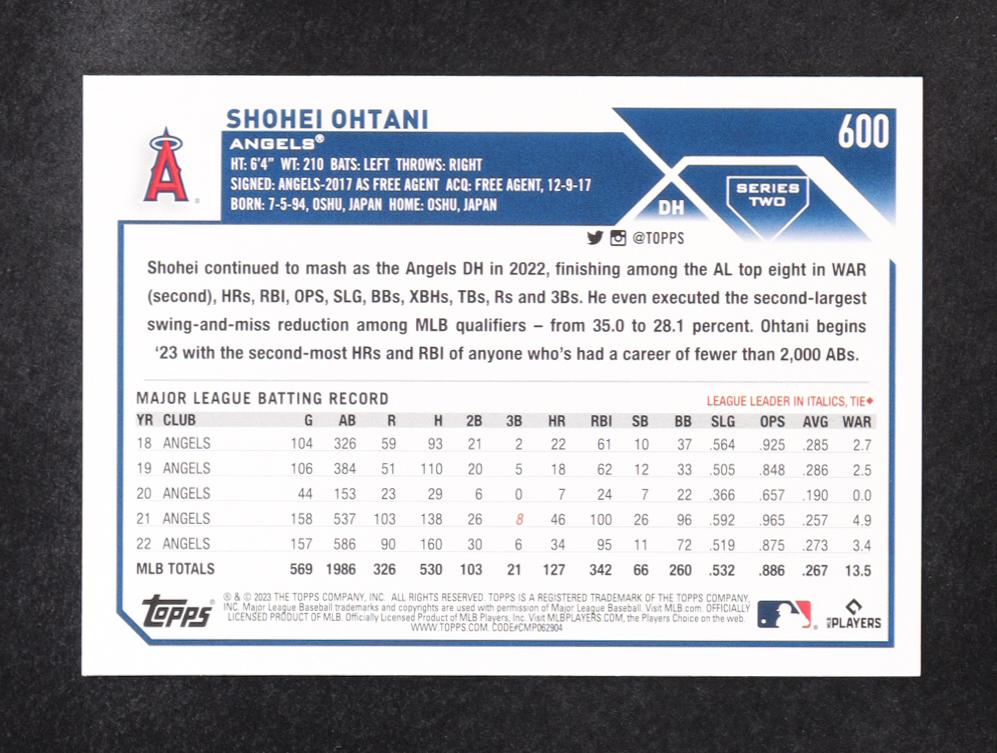 SHOHEI OHTANI
600
A
ANGELS®
HT: 6'4" WT: 210 BATS: LEFT THROWS: RIGHT
SIGNED: ANGELS-2017 AS FREE AGENT ACQ: FREE AGENT, 12-9-17
BORN: 7-5-94, OSHU, JAPAN HOME: OSHU, JAPAN
DH
SERIES
TWO
@TOPPS
Shohei continued to mash as the Angels DH in 2022, finishing among the AL top eight in WAR
(second), HRs, RBI, OPS, SLG, BBs, XBHs, TBs, Rs and 3Bs. He even executed the second-largest
swing-and-miss reduction among MLB qualifiers – from 35.0 to 28.1 percent. Ohtani begins
'23 with the second-most HRs and RBI of anyone who's had a career of fewer than 2,000 ABs.
MAJOR LEAGUE BATTING RECORD
LEAGUE LEADER IN ITALICS, TIE◆
YR CLUB G AB R H 2B 3B HR RBI SB BB SLG OPS AVG WAR
18 ANGELS 104 326 59 93 21 2 22 61 10 37 .564 .925 .285 2.7
19 ANGELS 106 384 51 110 20 5 18 62 12 33 .505 .848 .286 2.5
20 ANGELS 44 153 23 29 6 0 7 24 7 22 .366 .657 .190 0.0
21 ANGELS 158 537 103 138 26 8 46 100 26 96 .592 .965 .257 4.9
22 ANGELS 157 586 90 160 30 6 34 95 11 72 .519 .875 .273 3.4
MLB TOTALS 569 1986 326 530 103 21 127 342 66 260 .532 .886 .267 13.5
Topps®
® & © 2023 THE TOPPS COMPANY, INC. ALL RIGHTS RESERVED. TOPPS IS A REGISTERED TRADEMARK OF THE TOPPS COMPANY,
INC. Major League Baseball trademarks and copyrights are used with permission of Major League Baseball. Visit MLB.com. OFFICIALLY
LICENSED PRODUCT OF MLB. Officially Licensed Product of MLB Players, Inc. Visit MLBPLAYERS.COM, the Players Choice on the web.
WWW.TOPPS.COM. CODE#CMP062904
MLB PLAYERS